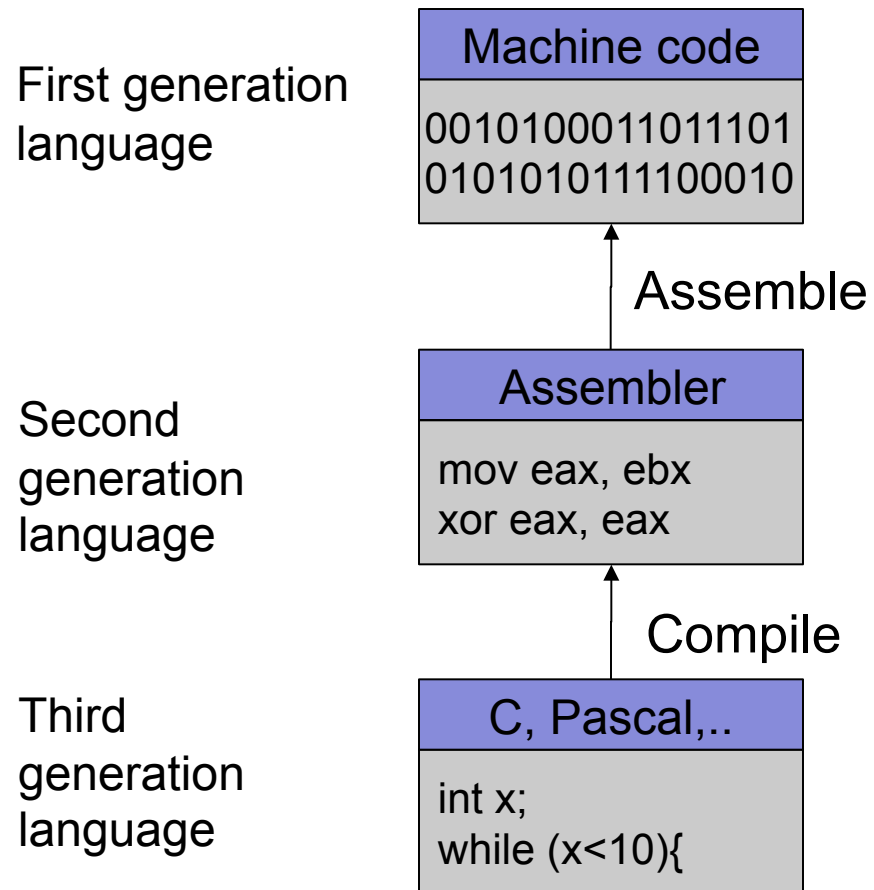 Machine code
First generation
language
0010100011011101
0101010111100010
Assemble
Assembler
Second
generation
language
mov eax, ebx
xor eax, eax
Compile
Third
generation
language
C, Pascal,..
int x;
while (x<10){